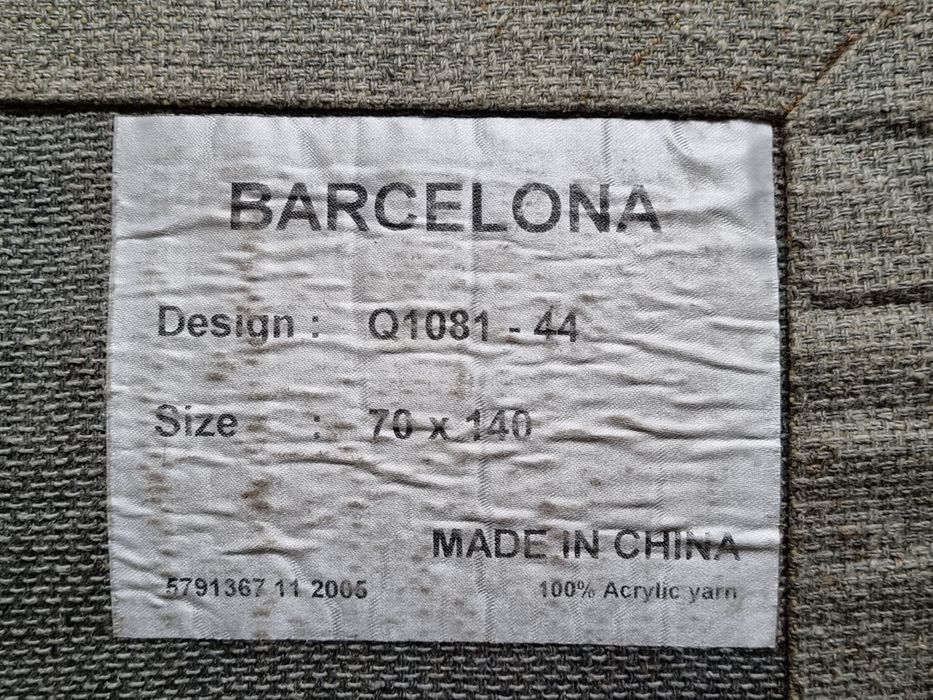 BARCELONA
Design : Q1081 - 44
Size : 70 x 140
MADE IN CHINA
5791367 11 2005 100% Acrylic yarn